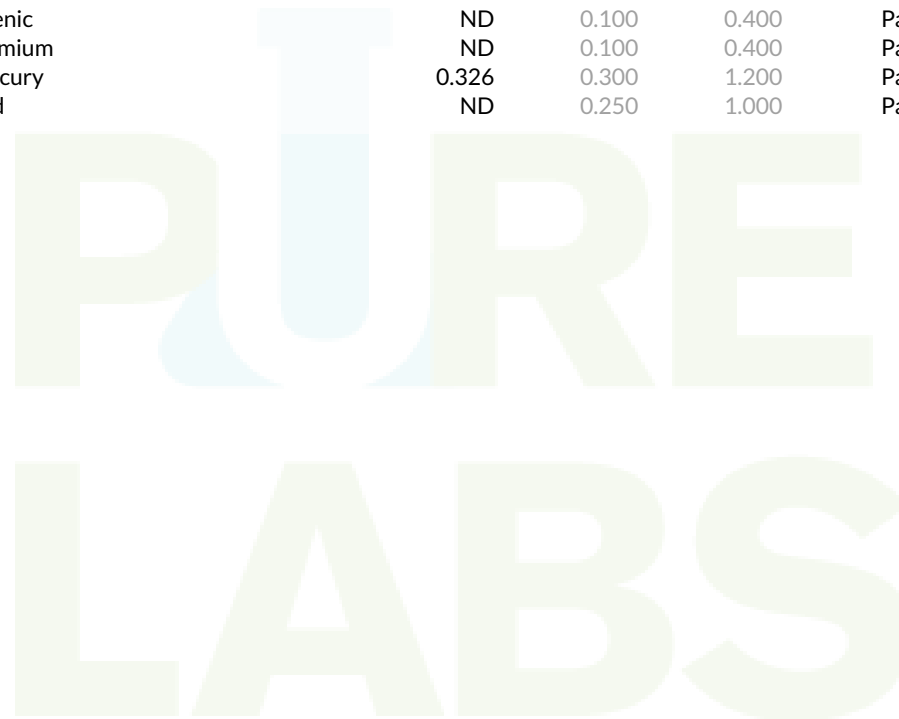 enic ND 0.100 0.400 Pa
mium ND 0.100 0.400 Pa
cury 0.326 0.300 1.200 Pa
d ND 0.250 1.000 Pa
PURE
LABS